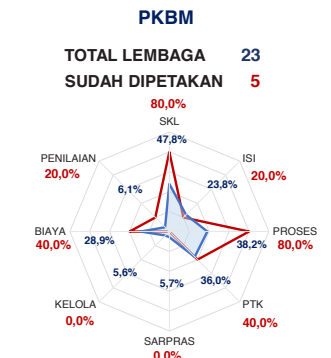 PKBM
TOTAL LEMBAGA 23
SUDAH DIPETAKAN 5
80,0%
SKL
47,8%
PENILAIAN
20,0%
6,1%
ISI
20,0%
23,8%
BIAYA
40,0%
28,9%
PROSES
80,0%
38,2%
5,6%
5,7%
36,0%
KELOLA
0,0%
PTK
40,0%
SARPRAS
0,0%